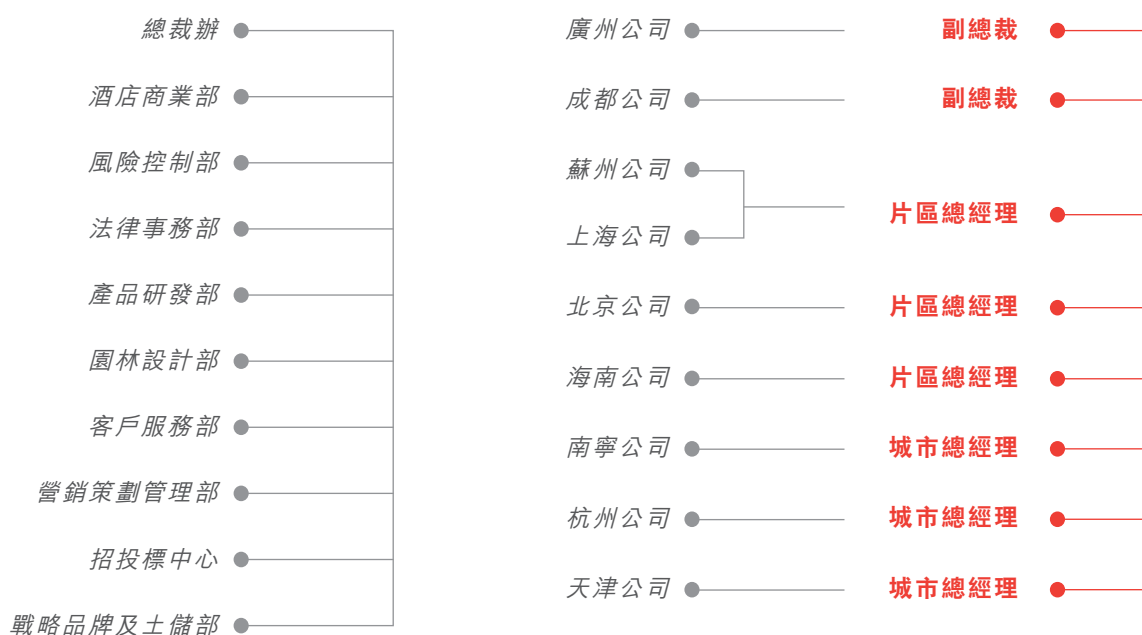 總裁辦
酒店商業部
風險控制部
法律事務部
產品研發部
園林設計部
客戶服務部
營銷策劃管理部
招投標中心
戰略品牌及土儲部
廣州公司 副總裁
成都公司 副總裁
蘇州公司
上海公司
片區總經理
北京公司 片區總經理
海南公司 片區總經理
南寧公司 城市總經理
杭州公司 城市總經理
天津公司 城市總經理